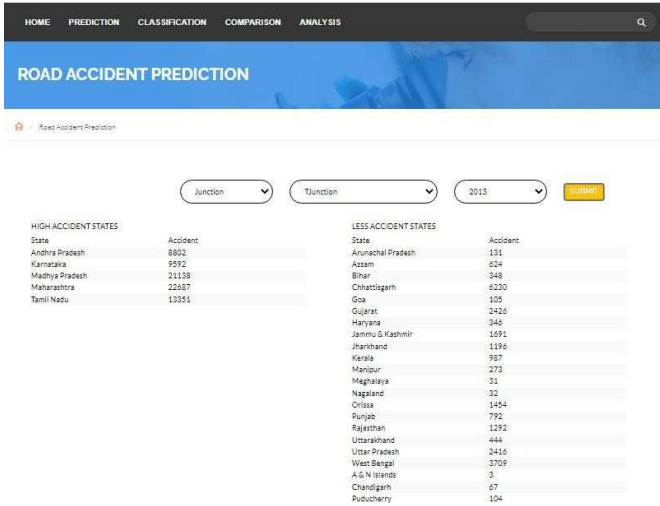 HOME PREDICTION CLASSIFICATION COMPARISON ANALYSIS
ROAD ACCIDENT PREDICTION
/ Road Accident Prediction
Junction TJunction 2013 SUBMIT
HIGH ACCIDENT STATES
State Accident
Andhra Pradesh 8802
Karnataka 9592
Madhya Pradesh 21138
Maharashtra 22687
Tamil Nadu 13351
LESS ACCIDENT STATES
State Accident
Arunachal Pradesh 131
Assam 624
Bihar 348
Chhattisgarh 6230
Goa 105
Gujarat 2426
Haryana 346
Jammu & Kashmir 1691
Jharkhand 1196
Kerala 987
Manipur 273
Meghalaya 31
Nagaland 32
Orissa 1454
Punjab 792
Rajasthan 1292
Uttarakhand 444
Uttar Pradesh 2416
West Bengal 3709
A & N Islands 3
Chandigarh 67
Puducherry 104